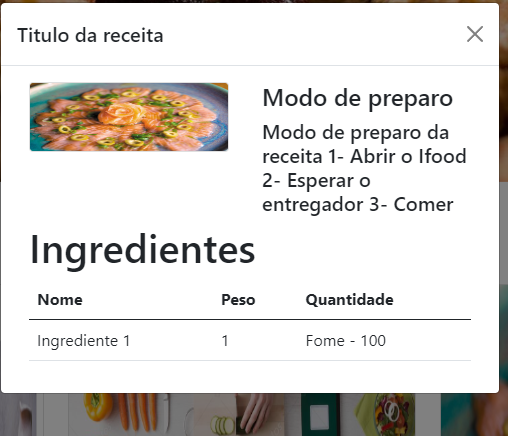 Titulo da receita
Modo de preparo
Modo de preparo da
receita 1- Abrir o Ifood
2- Esperar o
entregador 3- Comer
Ingredientes
Nome Peso Quantidade
Ingrediente 1 1 Fome - 100